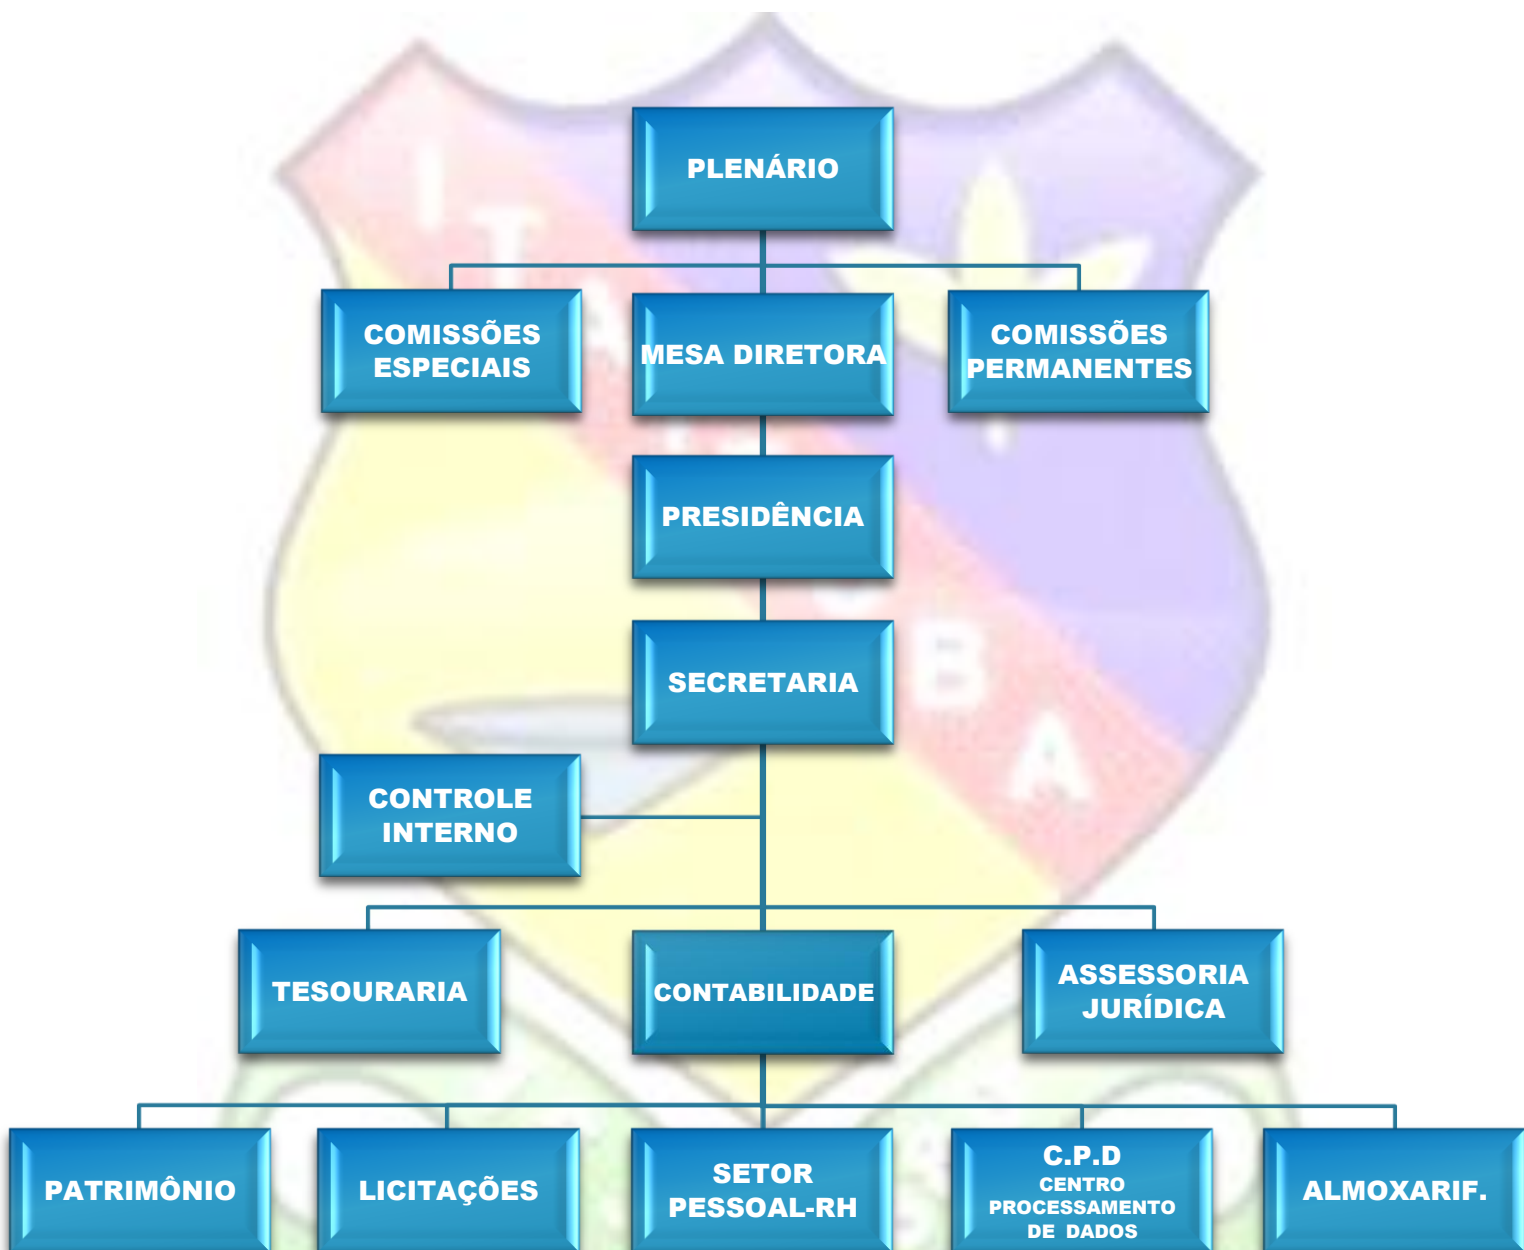 PLENÁRIO
COMISSÕES
ESPECIAIS
MESA DIRETORA
COMISSÕES
PERMANENTES
PRESIDÊNCIA
SECRETARIA
CONTROLE
INTERNO
TESOURARIA
CONTABILIDADE
ASSESSORIA
JURÍDICA
PATRIMÔNIO
LICITAÇÕES
SETOR
PESSOAL-RH
C.P.D
CENTRO
PROCESSAMENTO
DE DADOS
ALMOXARIF.